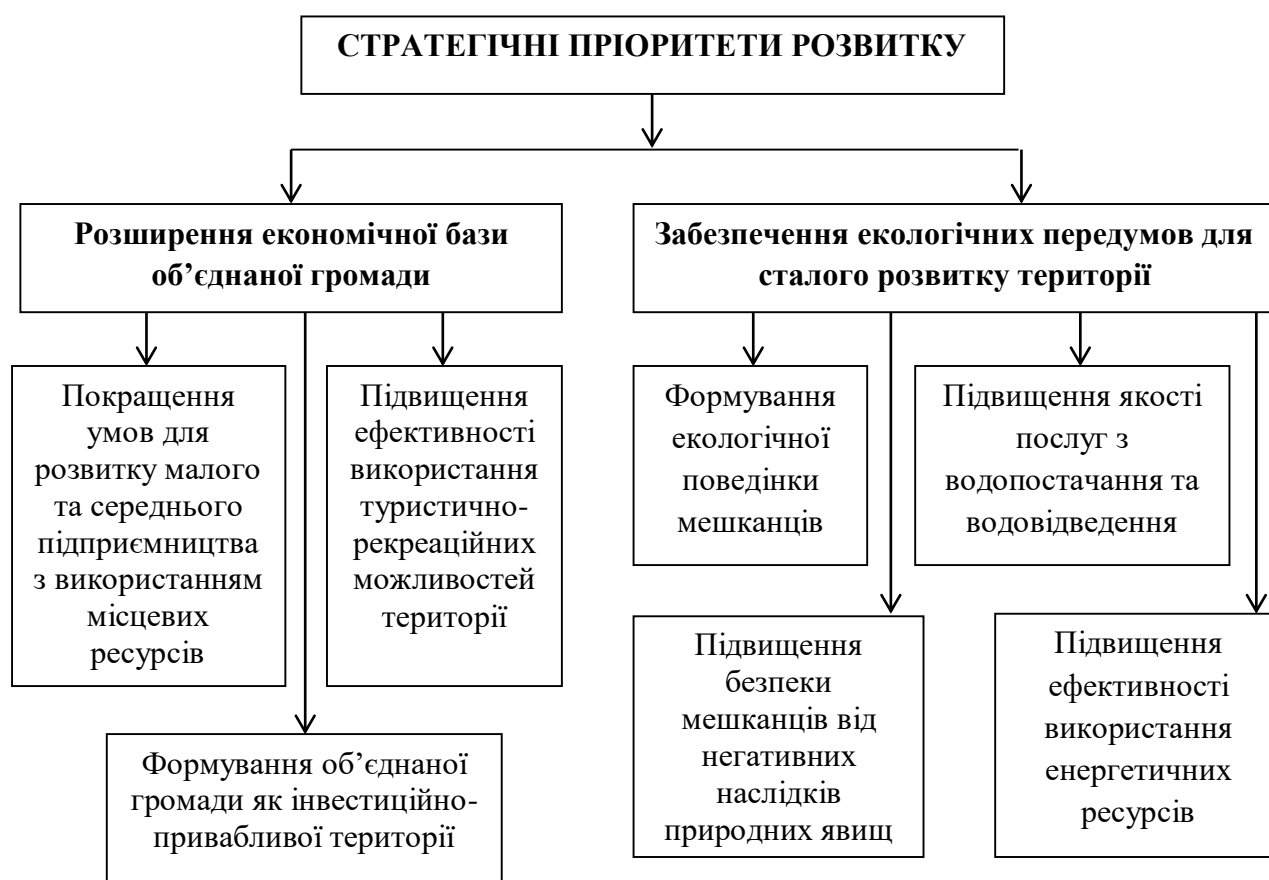 СТРАТЕГІЧНІ ПРІОРИТЕТИ РОЗВИТКУ
Розширення економічної бази
об’єднаної громади
Забезпечення екологічних передумов для
сталого розвитку території
Покращення
умов для
розвитку малого
та середнього
підприємництва
з використанням
місцевих
ресурсів
Підвищення
ефективності
використання
туристично-
рекреаційних
можливостей
території
Формування
екологічної
поведінки
мешканців
Підвищення якості
послуг з
водопостачання та
водовідведення
Формування об’єднаної
громади як інвестиційно-
привабливої території
Підвищення
безпеки
мешканців від
негативних
наслідків
природних явищ
Підвищення
ефективності
використання
енергетичних
ресурсів